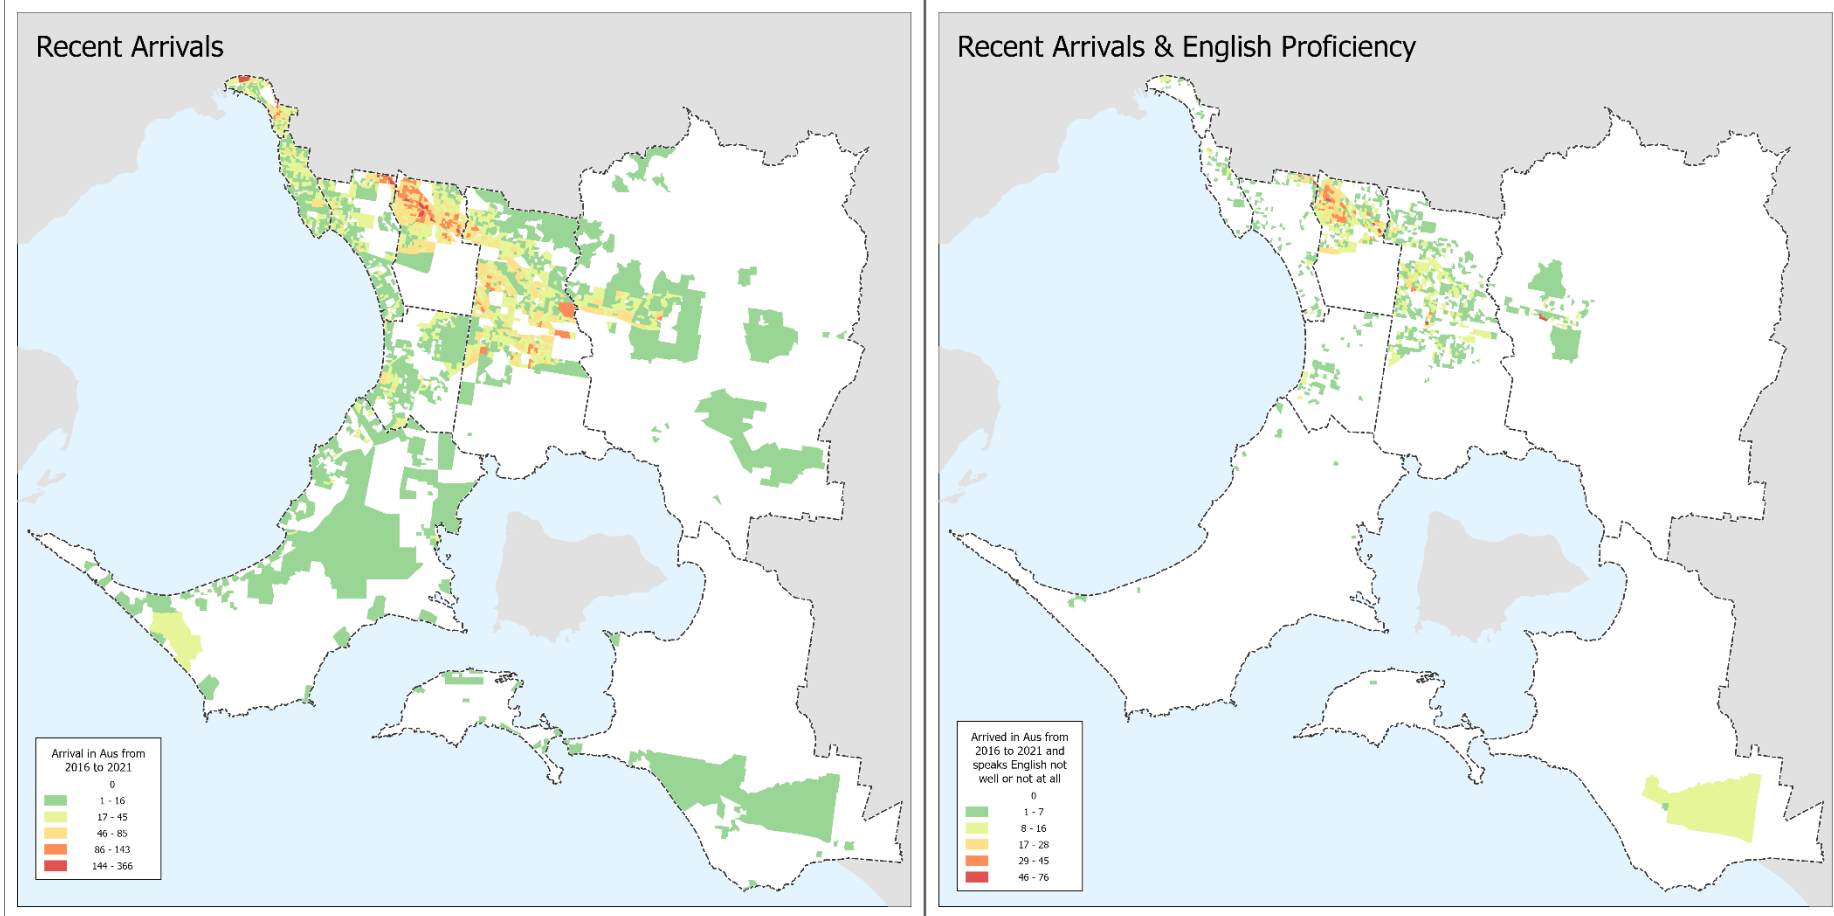 Recent Arrivals
Arrival in Aus from
2016 to 2021
0
1 - 16
17 - 45
46 - 85
86 - 143
144 - 366
Recent Arrivals & English Proficiency
Arrived in Aus from
2016 to 2021 and
speaks English not
well or not at all
0
1 - 7
8 - 16
17 - 28
29 - 45
46 - 76